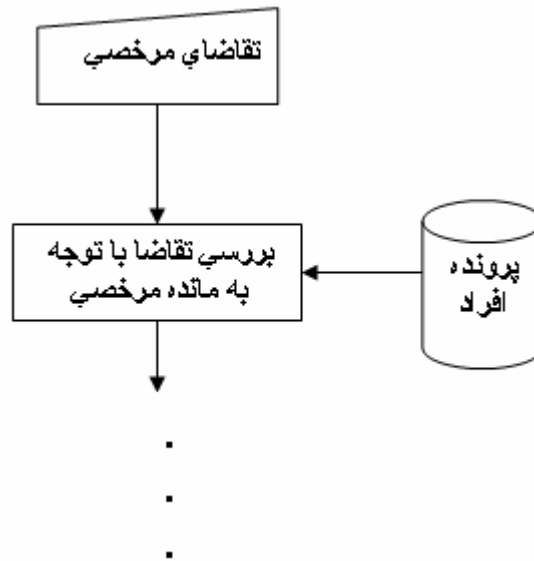 تقاضاي مرخصي
بررسي تقاضا با توجه
به مانده مرخصي
پرونده
افراد